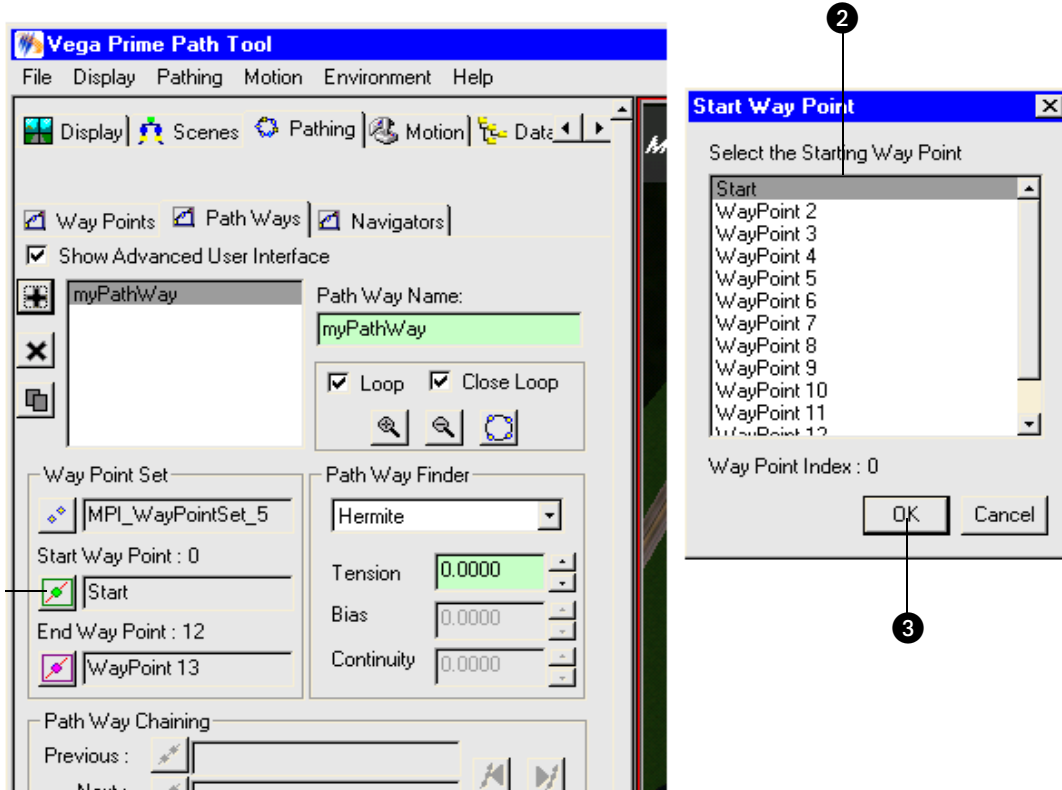 2
Vega Prime Path Tool
File Display Pathing Motion Environment Help
Display Scenes Pathing Motion Data
Way Points Path Ways Navigators
Show Advanced User Interface
myPathWay
Path Way Name:
myPathWay
Loop Close Loop
Way Point Set
MPI_WayPointSet_5
Start Way Point : 0
Start
End Way Point : 12
WayPoint 13
Path Way Finder
Hermite
Tension 0.0000
Bias 0.0000
Continuity 0.0000
Path Way Chaining
Previous :
Next :
Start Way Point
Select the Starting Way Point
Start
WayPoint 2
WayPoint 3
WayPoint 4
WayPoint 5
WayPoint 6
WayPoint 7
WayPoint 8
WayPoint 9
WayPoint 10
WayPoint 11
WayPoint 12
Way Point Index : 0
OK Cancel
3